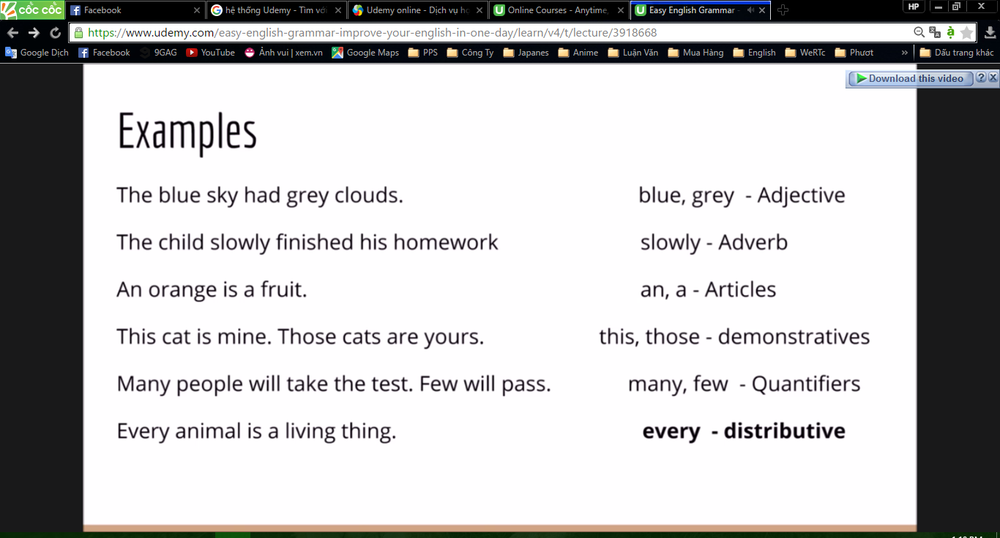 cốc cốc
Facebook
hệ thống Udemy - Tìm với
Udemy online - Dịch vụ họ
Online Courses - Anytime,
Easy English Grammar -
HP
https://www.udemy.com/easy-english-grammar-improve-your-english-in-one-day/learn/v4/t/lecture/3918668
Google Dịch Facebook 9GAG YouTube Ảnh vui | xem.vn Google Maps PPS Công Ty Japanes Anime Luận Văn Mua Hàng English WeRTc Phượt » Dấu trang khác
Download this video
Examples
The blue sky had grey clouds. blue, grey - Adjective
The child slowly finished his homework slowly - Adverb
An orange is a fruit. an, a - Articles
This cat is mine. Those cats are yours. this, those - demonstratives
Many people will take the test. Few will pass. many, few - Quantifiers
Every animal is a living thing. every - distributive